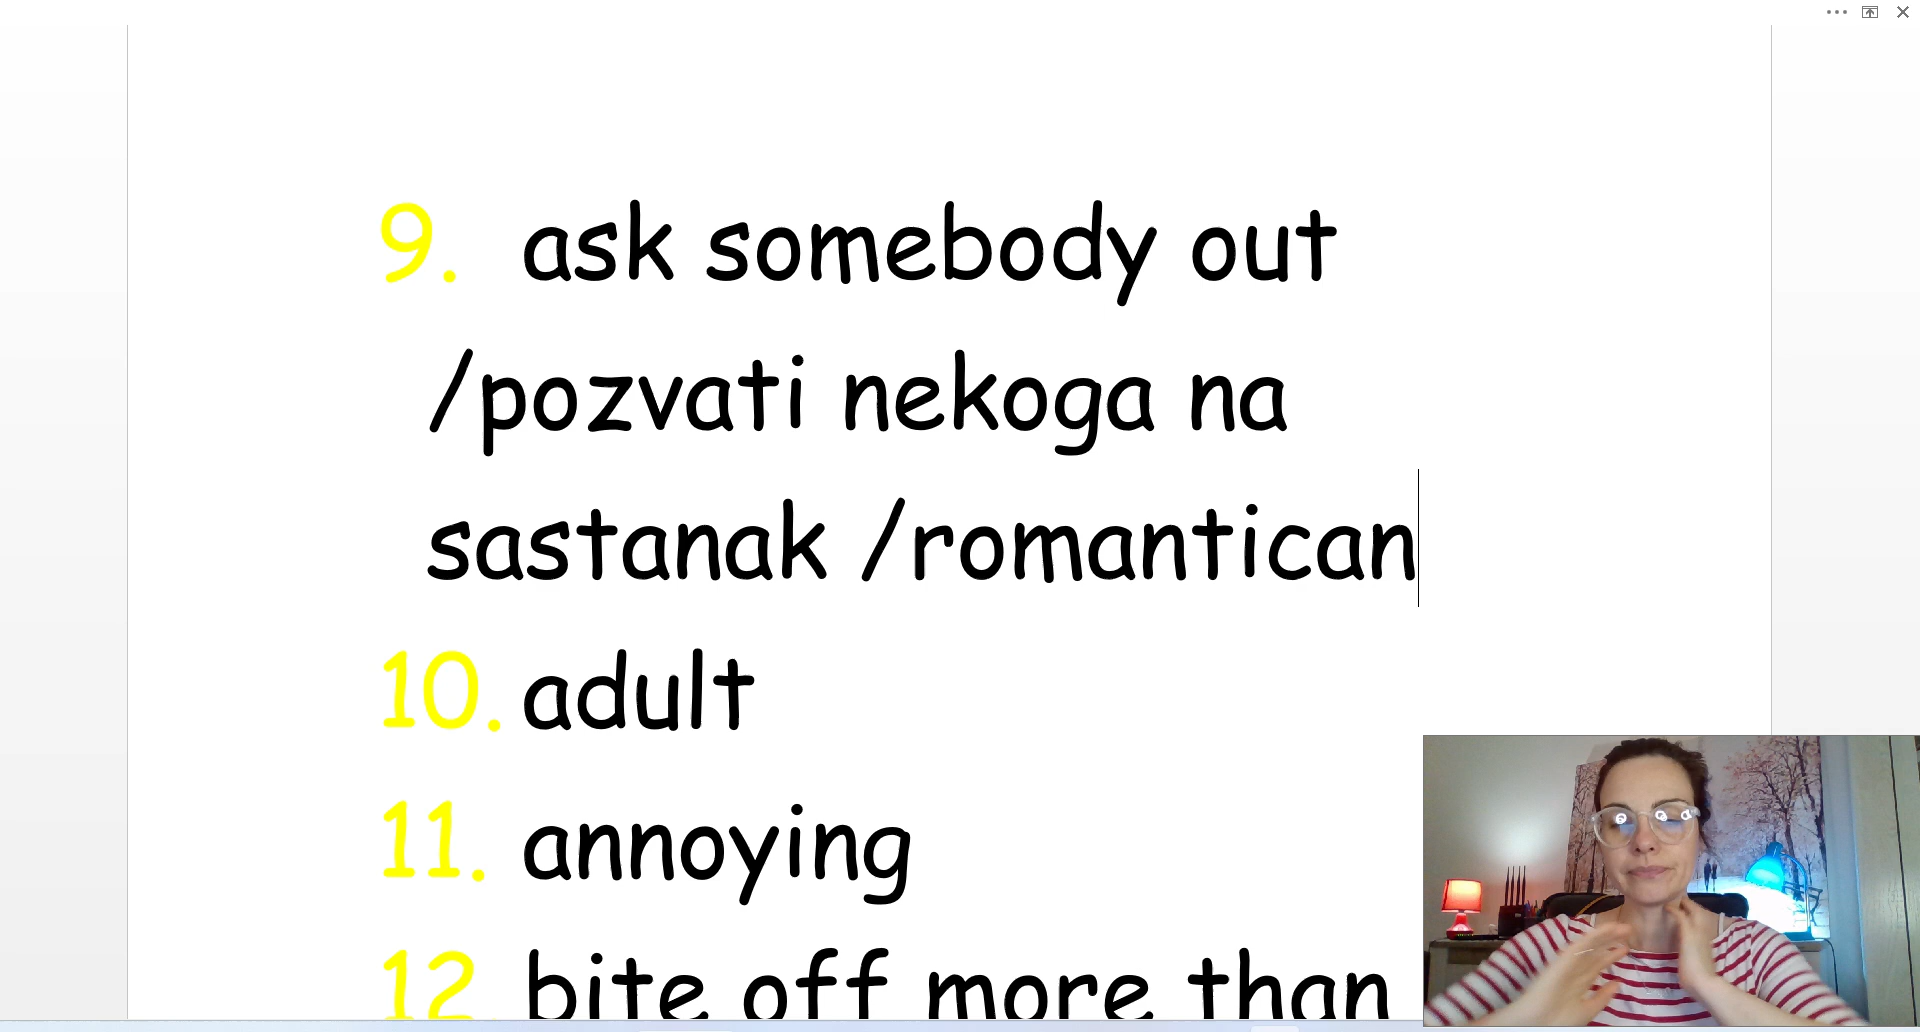 9. ask somebody out
/pozvati nekoga na
sastanak /romantican
10. adult
11. annoying
12. bite off more than